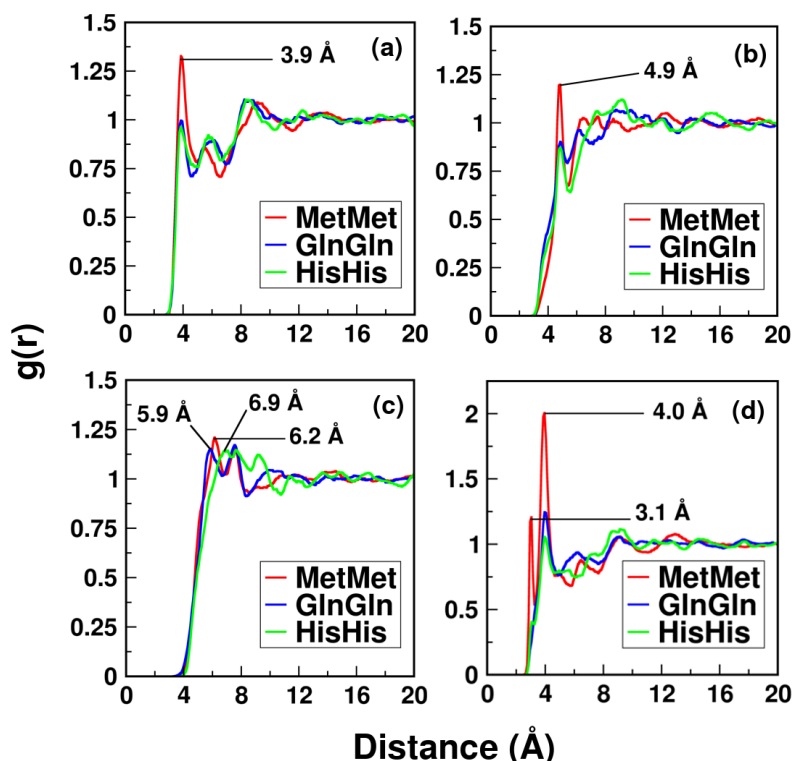 g(r)
1.5
1.25
1
0.75
0.5
0.25
0
(a)
3.9 Å
MetMet
GlnGln
HisHis
0 4 8 12 16 20
1.5
1.25
1
0.75
0.5
0.25
0
(b)
4.9 Å
MetMet
GlnGln
HisHis
0 4 8 12 16 20
1.5
1.25
1
0.75
0.5
0.25
0
(c)
5.9 Å
6.9 Å
6.2 Å
MetMet
GlnGln
HisHis
0 4 8 12 16 20
2
1.5
1
0.5
0
(d)
4.0 Å
3.1 Å
MetMet
GlnGln
HisHis
0 4 8 12 16 20
Distance (Å)